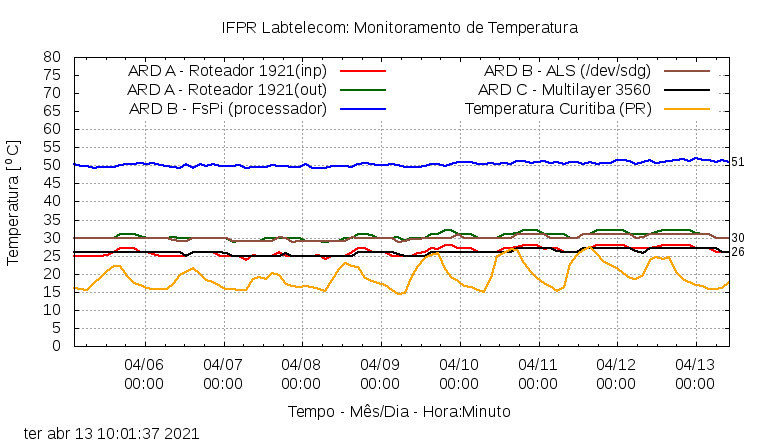 IFPR Labtelecom: Monitoramento de Temperatura
Temperatura [ºC]
80
75
70
65
60
55
50
45
40
35
30
25
20
15
10
5
0
ARD A - Roteador 1921(inp)
ARD A - Roteador 1921(out)
ARD B - FsPi (processador)
ARD B - ALS (/dev/sdg)
ARD C - Multilayer 3560
Temperatura Curitiba (PR)
51
30
26
04/06 00:00
04/07 00:00
04/08 00:00
04/09 00:00
04/10 00:00
04/11 00:00
04/12 00:00
04/13 00:00
Tempo - Mês/Dia - Hora:Minuto
ter abr 13 10:01:37 2021